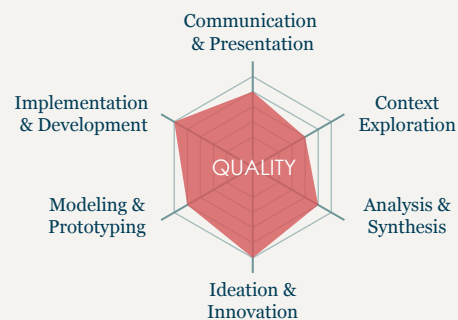 Communication
& Presentation
Implementation
& Development
Context
Exploration
QUALITY
Modeling &
Prototyping
Analysis &
Synthesis
Ideation &
Innovation